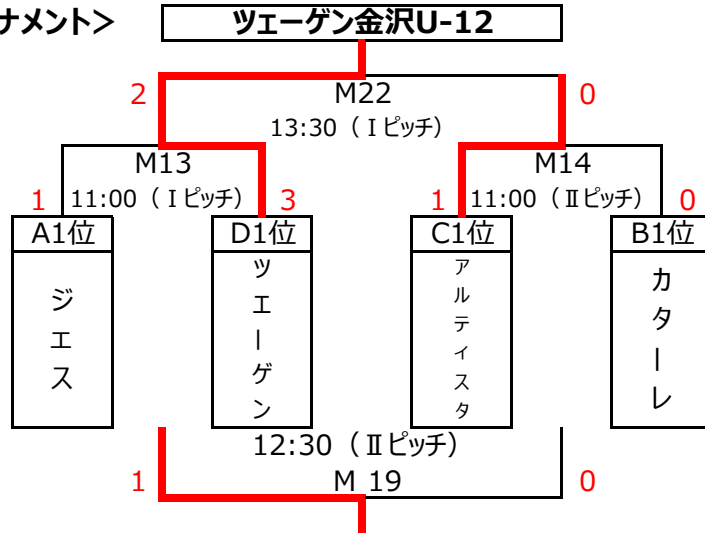 ナメント＞
ツェーゲン金沢U-12
2
M22
0
13:30（Ⅰピッチ）
M13
M14
1
11:00（Ⅰピッチ）
3
1
11:00（Ⅱピッチ）
0
A1位
D1位
C1位
B1位
ジェス
ツエーゲン
アルティスタ
カターレ
12:30（Ⅱピッチ）
1
M 19
0